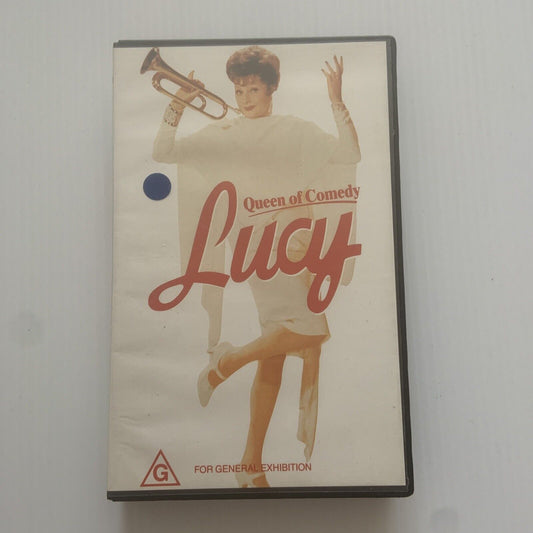 Queen of Comedy
Lucy
G
FOR GENERAL EXHIBITION